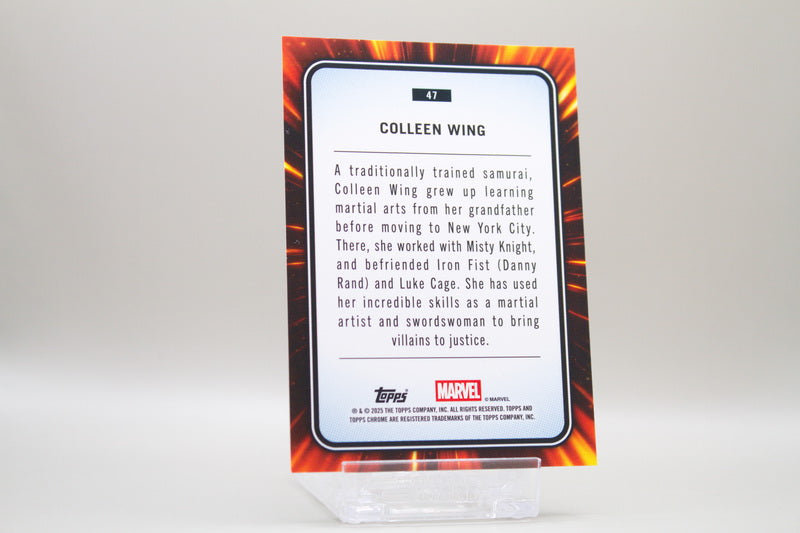 47
COLLEEN WING
A traditionally trained samurai,
Colleen Wing grew up learning
martial arts from her grandfather
before moving to New York City.
There, she worked with Misty Knight,
and befriended Iron Fist (Danny
Rand) and Luke Cage. She has used
her incredible skills as a martial
artist and swordswoman to bring
villains to justice.
Topps® MARVEL © MARVEL
® & © 2025 THE TOPPS COMPANY, INC. ALL RIGHTS RESERVED. TOPPS AND
TOPPS CHROME ARE REGISTERED TRADEMARKS OF THE TOPPS COMPANY, INC.